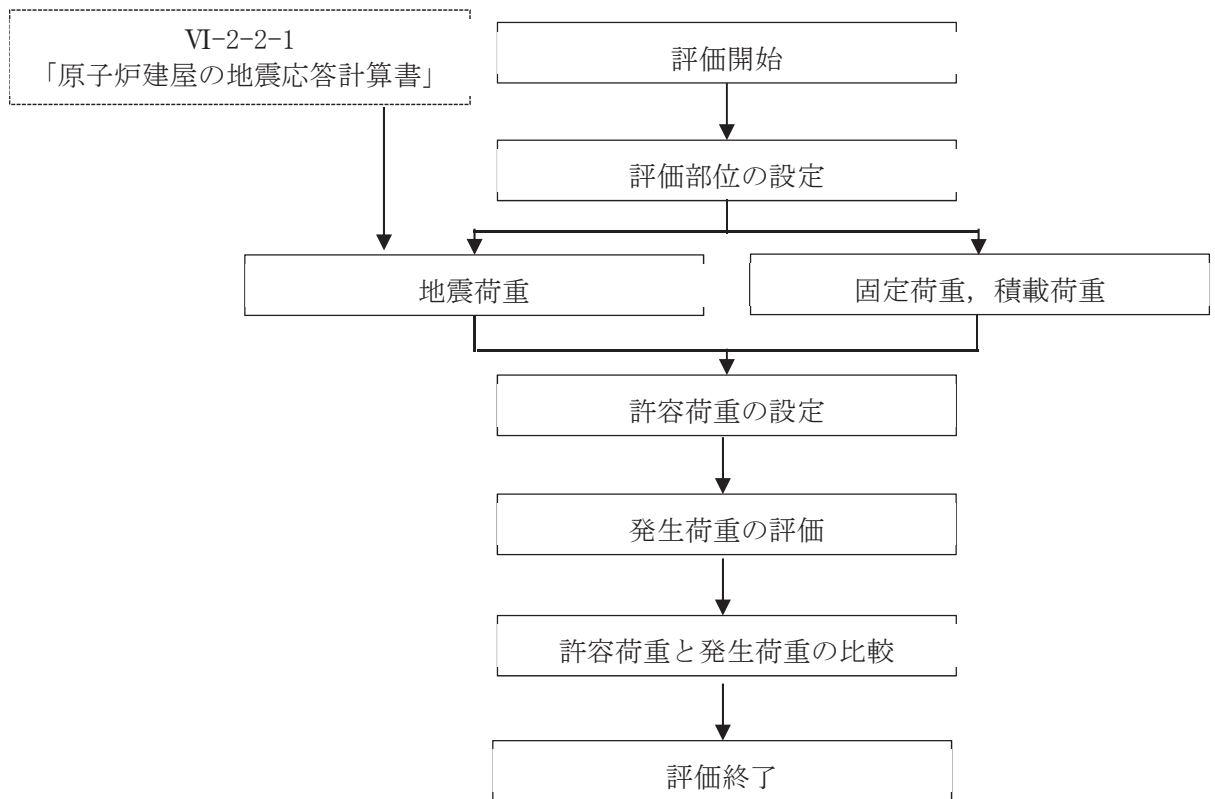 Ⅵ-2-2-1
「原子炉建屋の地震応答計算書」
評価開始
評価部位の設定
地震荷重
固定荷重，積載荷重
許容荷重の設定
発生荷重の評価
許容荷重と発生荷重の比較
評価終了